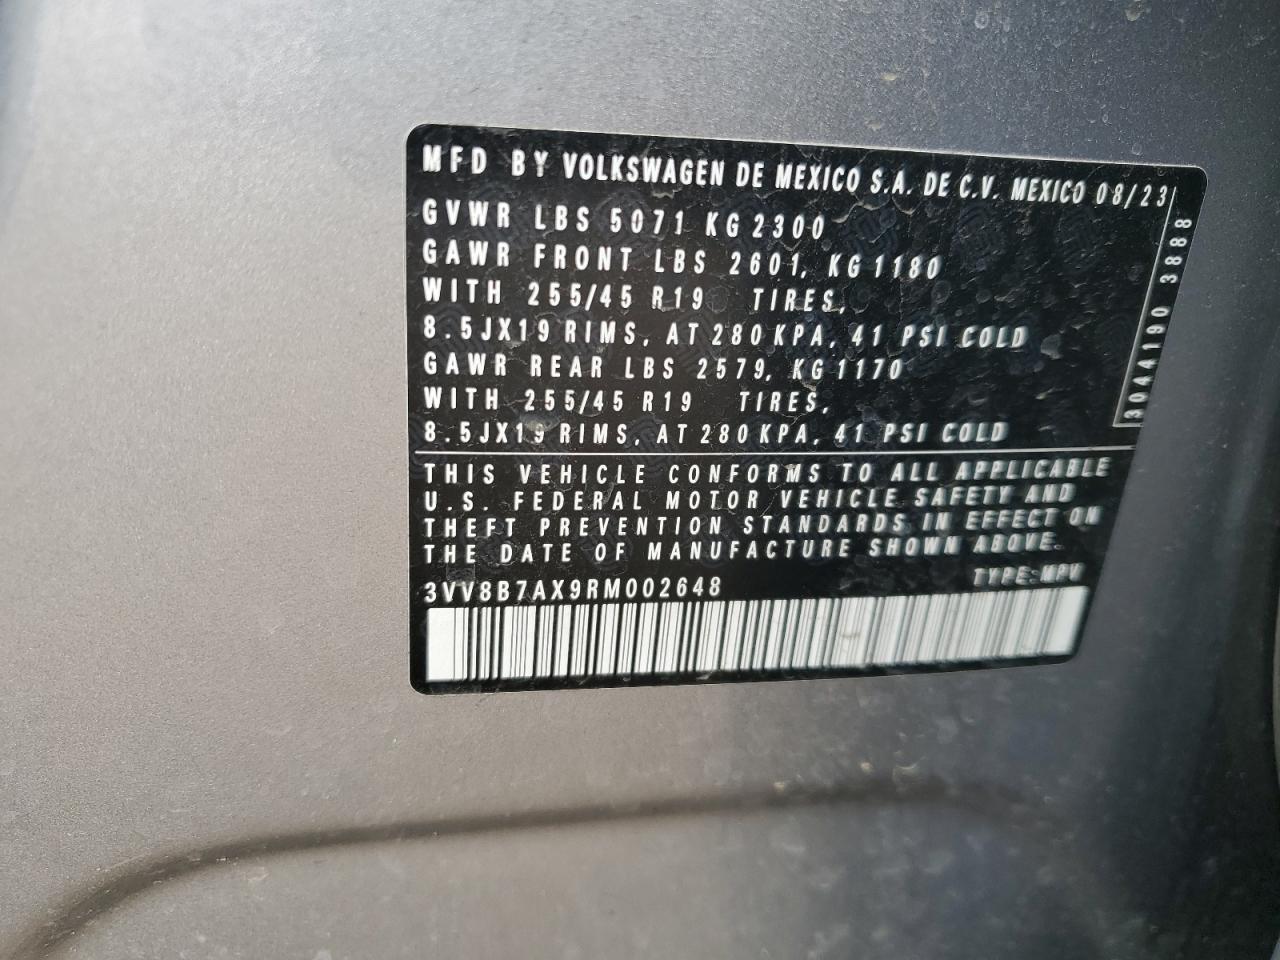 MFD BY VOLKSWAGEN DE MEXICO S.A. DE C.V. MEXICO 08/23
GVWR LBS 5071 KG 2300
GAWR FRONT LBS 2601, KG 1180
WITH 255/45 R19 TIRES,
8.5JX19 RIMS, AT 280 KPA, 41 PSI COLD
GAWR REAR LBS 2579, KG 1170
WITH 255/45 R19 TIRES,
8.5JX19 RIMS, AT 280 KPA, 41 PSI COLD
3044190 3888
THIS VEHICLE CONFORMS TO ALL APPLICABLE
U.S. FEDERAL MOTOR VEHICLE SAFETY AND
THEFT PREVENTION STANDARDS IN EFFECT ON
THE DATE OF MANUFACTURE SHOWN ABOVE.
3VV8B7AX9RM002648 TYPE:MPV